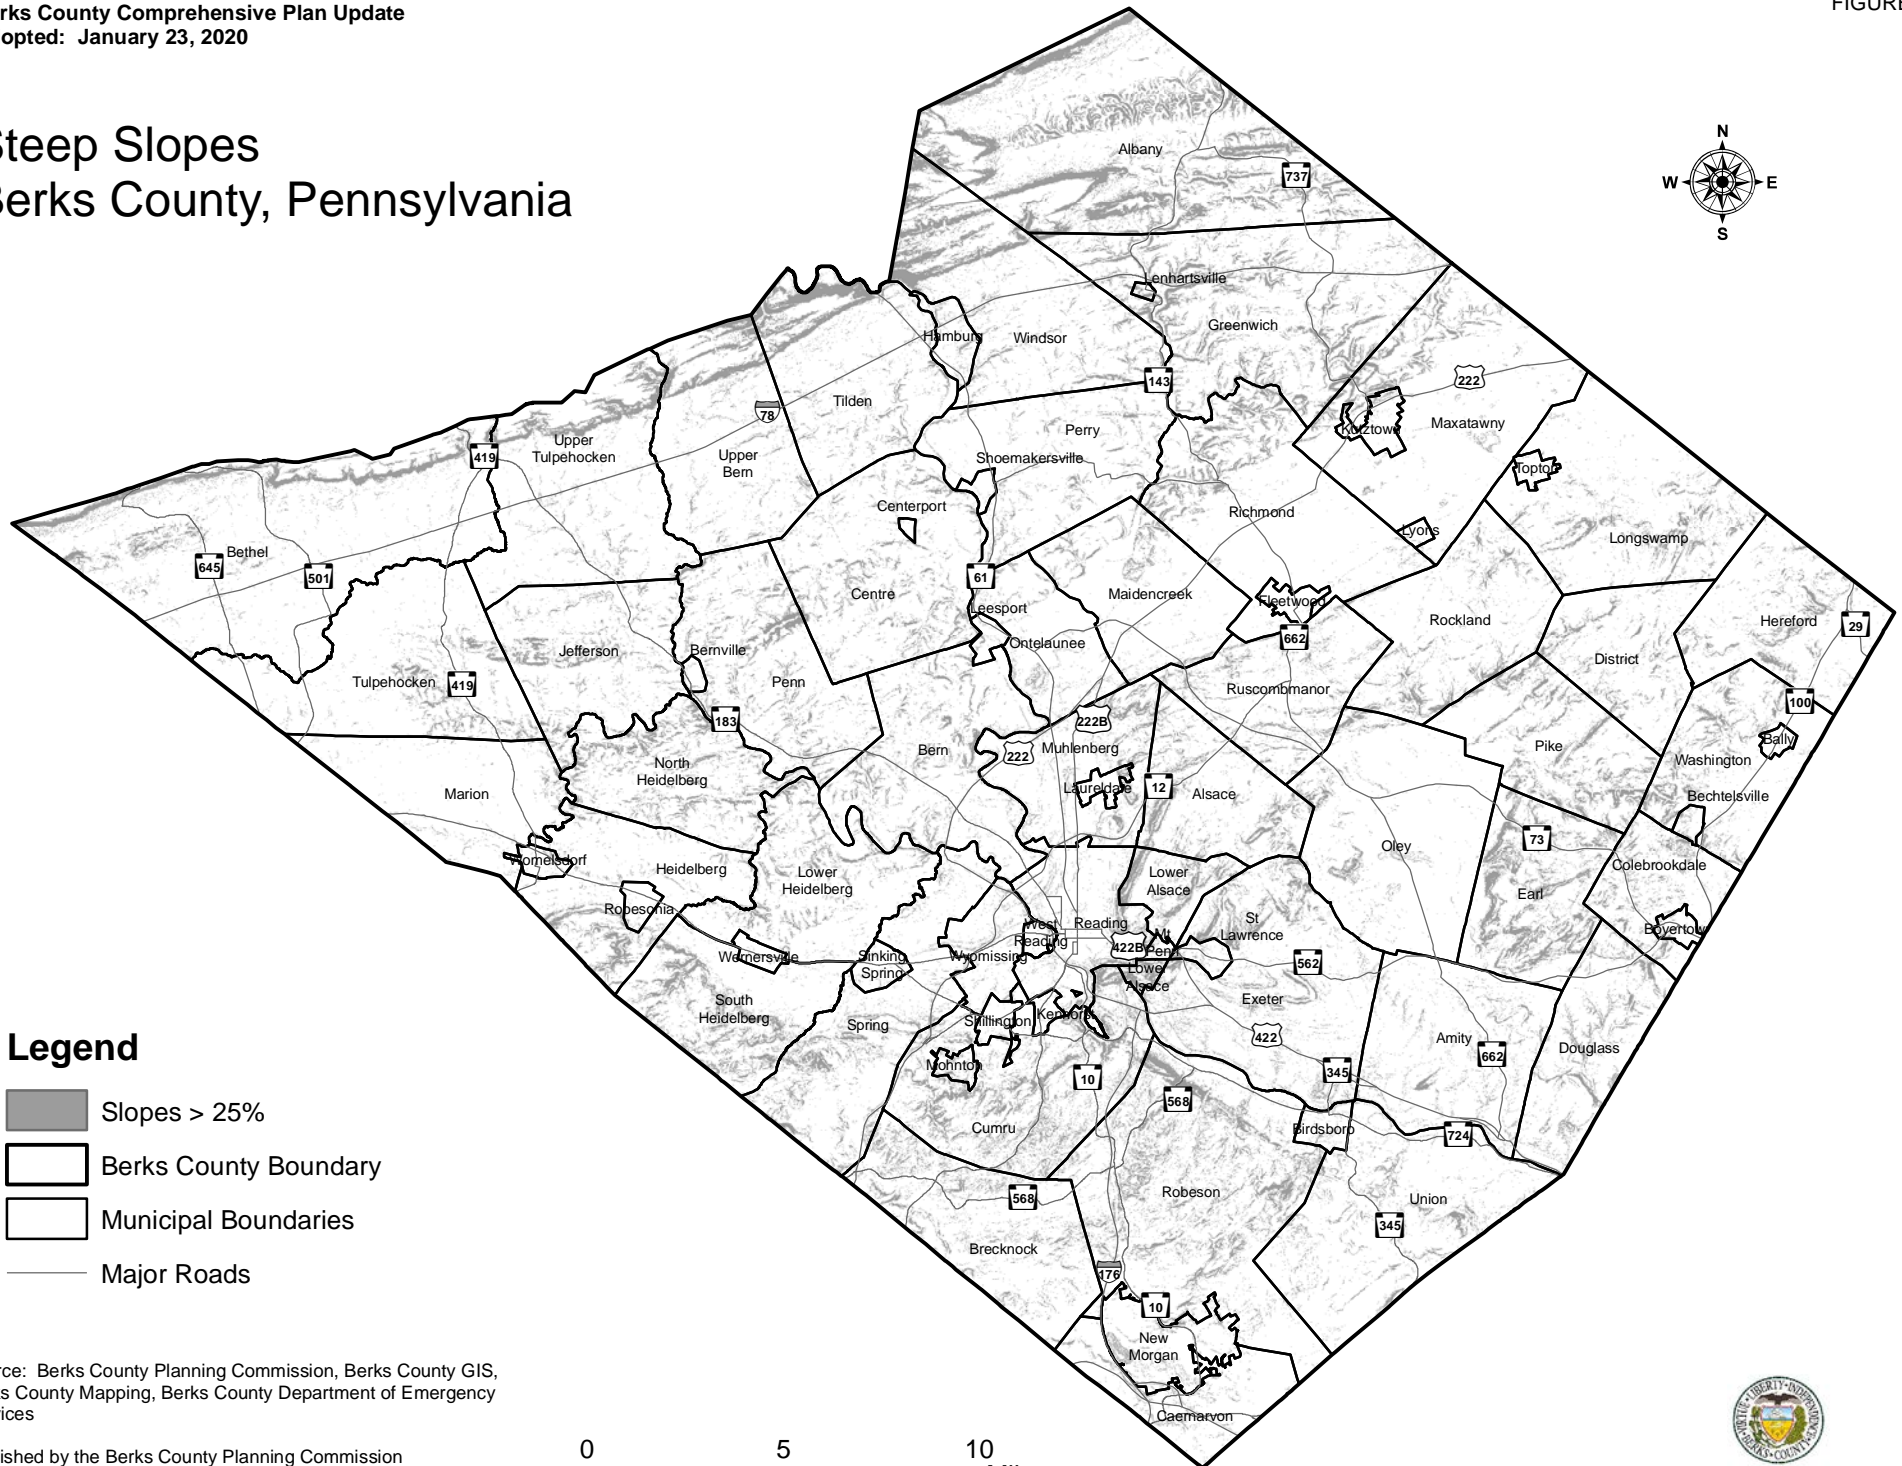 rks County Comprehensive Plan Update
opted: January 23, 2020
FIGURE
Steep Slopes
Berks County, Pennsylvania
N
W E
S
Albany
737
Lenhartsville
Greenwich
Hamburg
Windsor
143
222
78
Tilden
Kutztown
Maxatawny
Perry
419
Upper
Tulpehocken
Upper
Bern
Shoemakersville
Topton
Centerport
Richmond
Lyons
Longswamp
Bethel
645
501
61
Centre
Leesport
Maidencreek
Fleetwood
662
Rockland
Hereford
29
Ontelaunee
Jefferson
Bernville
District
Tulpehocken
419
Penn
Ruscombmanor
100
183
222B
Bern
222
Muhlenberg
Pike
Bally
Washington
North
Heidelberg
Laureldale
12
Alsace
Marion
Bechtelsville
73
Oley
Womelsdorf
Heidelberg
Lower
Heidelberg
Lower
Alsace
Colebrookdale
Earl
Robesonia
West
Reading
Reading
St
Lawrence
Boyertown
422B
Mt
Penn
Wernersville
Sinking
Spring
Wyomissing
562
Lower
Alsace
South
Heidelberg
Exeter
Spring
Shillington
Kenhorst
422
Amity
662
Douglass
Mohnton
10
345
568
Cumru
Birdsboro
724
568
Robeson
Union
345
Brecknock
176
10
New
Morgan
Caernarvon
Legend
Slopes > 25%
Berks County Boundary
Municipal Boundaries
Major Roads
rce: Berks County Planning Commission, Berks County GIS,
s County Mapping, Berks County Department of Emergency
ices
ished by the Berks County Planning Commission
0 5 10
LIBERTY INDEPENDENCE
VIRTUE
BERKS COUNTY